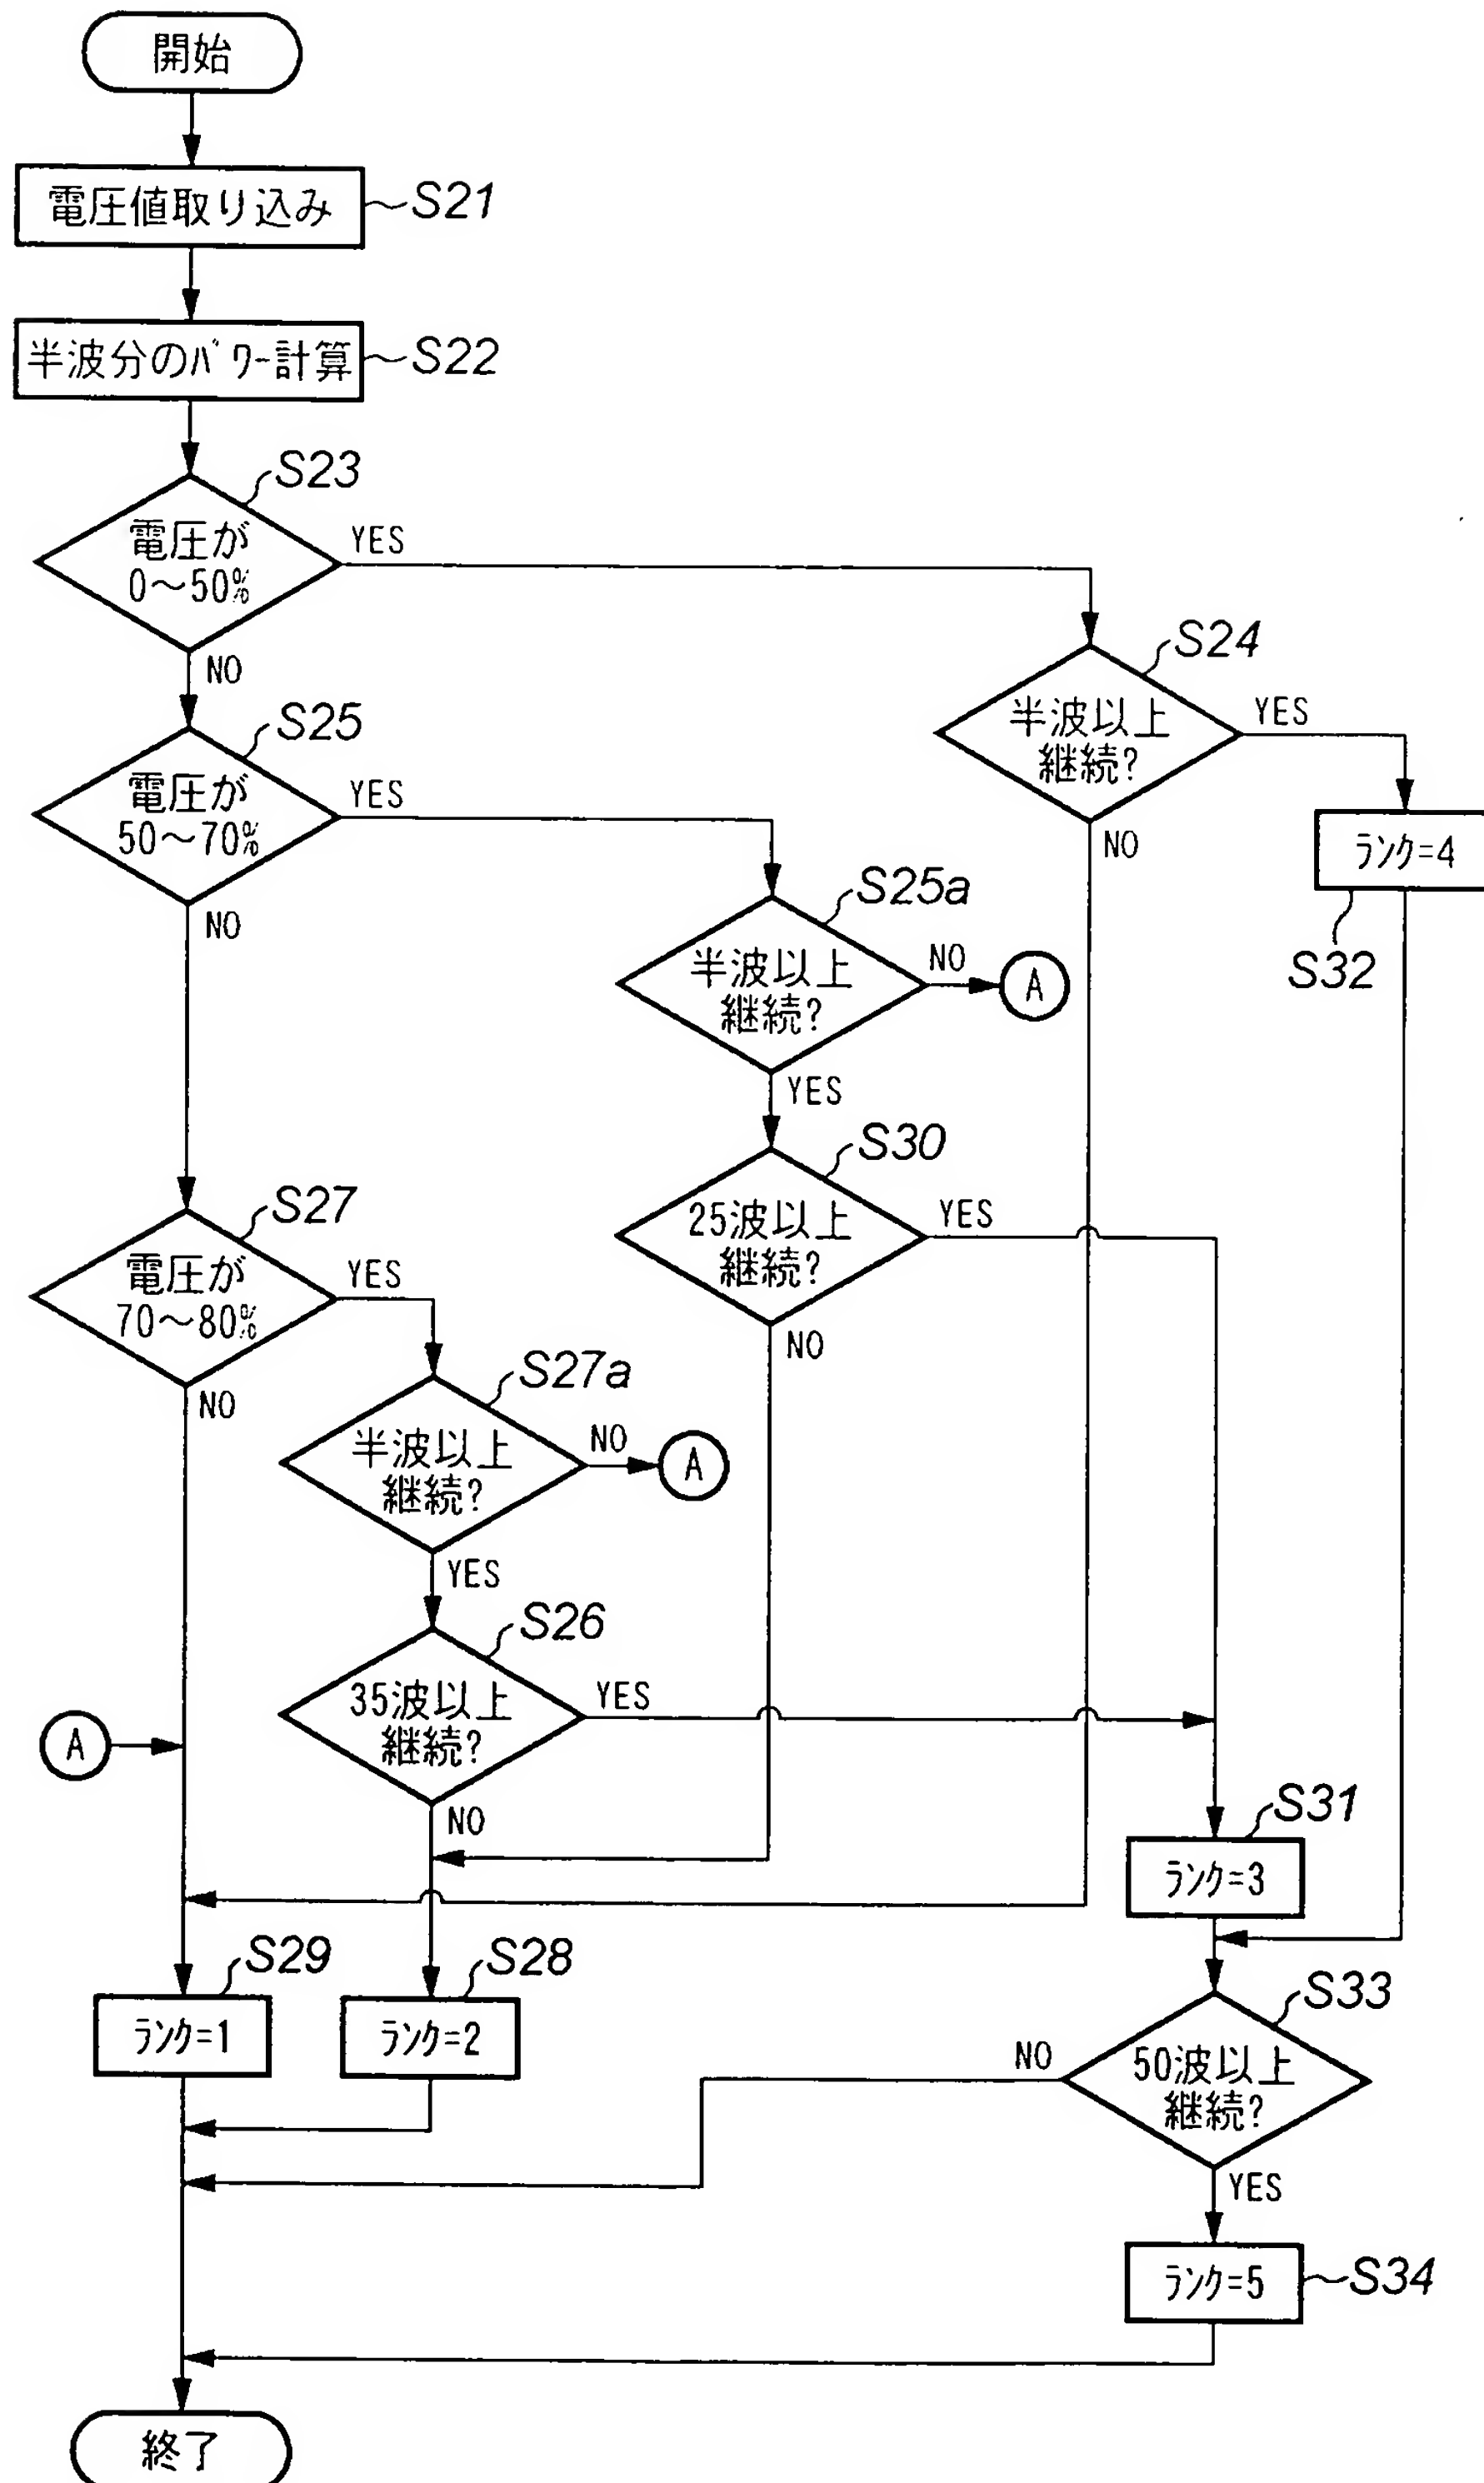 開始
電圧値取り込み
S21
半波分のパワー計算
S22
S23
電圧が
0～50%
YES
NO
S24
半波以上
継続?
YES
NO
ランク=4
S32
S25
電圧が
50～70%
YES
NO
S25a
半波以上
継続?
NO
A
YES
S30
25波以上
継続?
YES
NO
S27
電圧が
70～80%
YES
NO
S27a
半波以上
継続?
NO
A
YES
S26
35波以上
継続?
YES
NO
A
S31
ランク=3
S29
ランク=1
S28
ランク=2
S33
50波以上
継続?
NO
YES
ランク=5
S34
終了